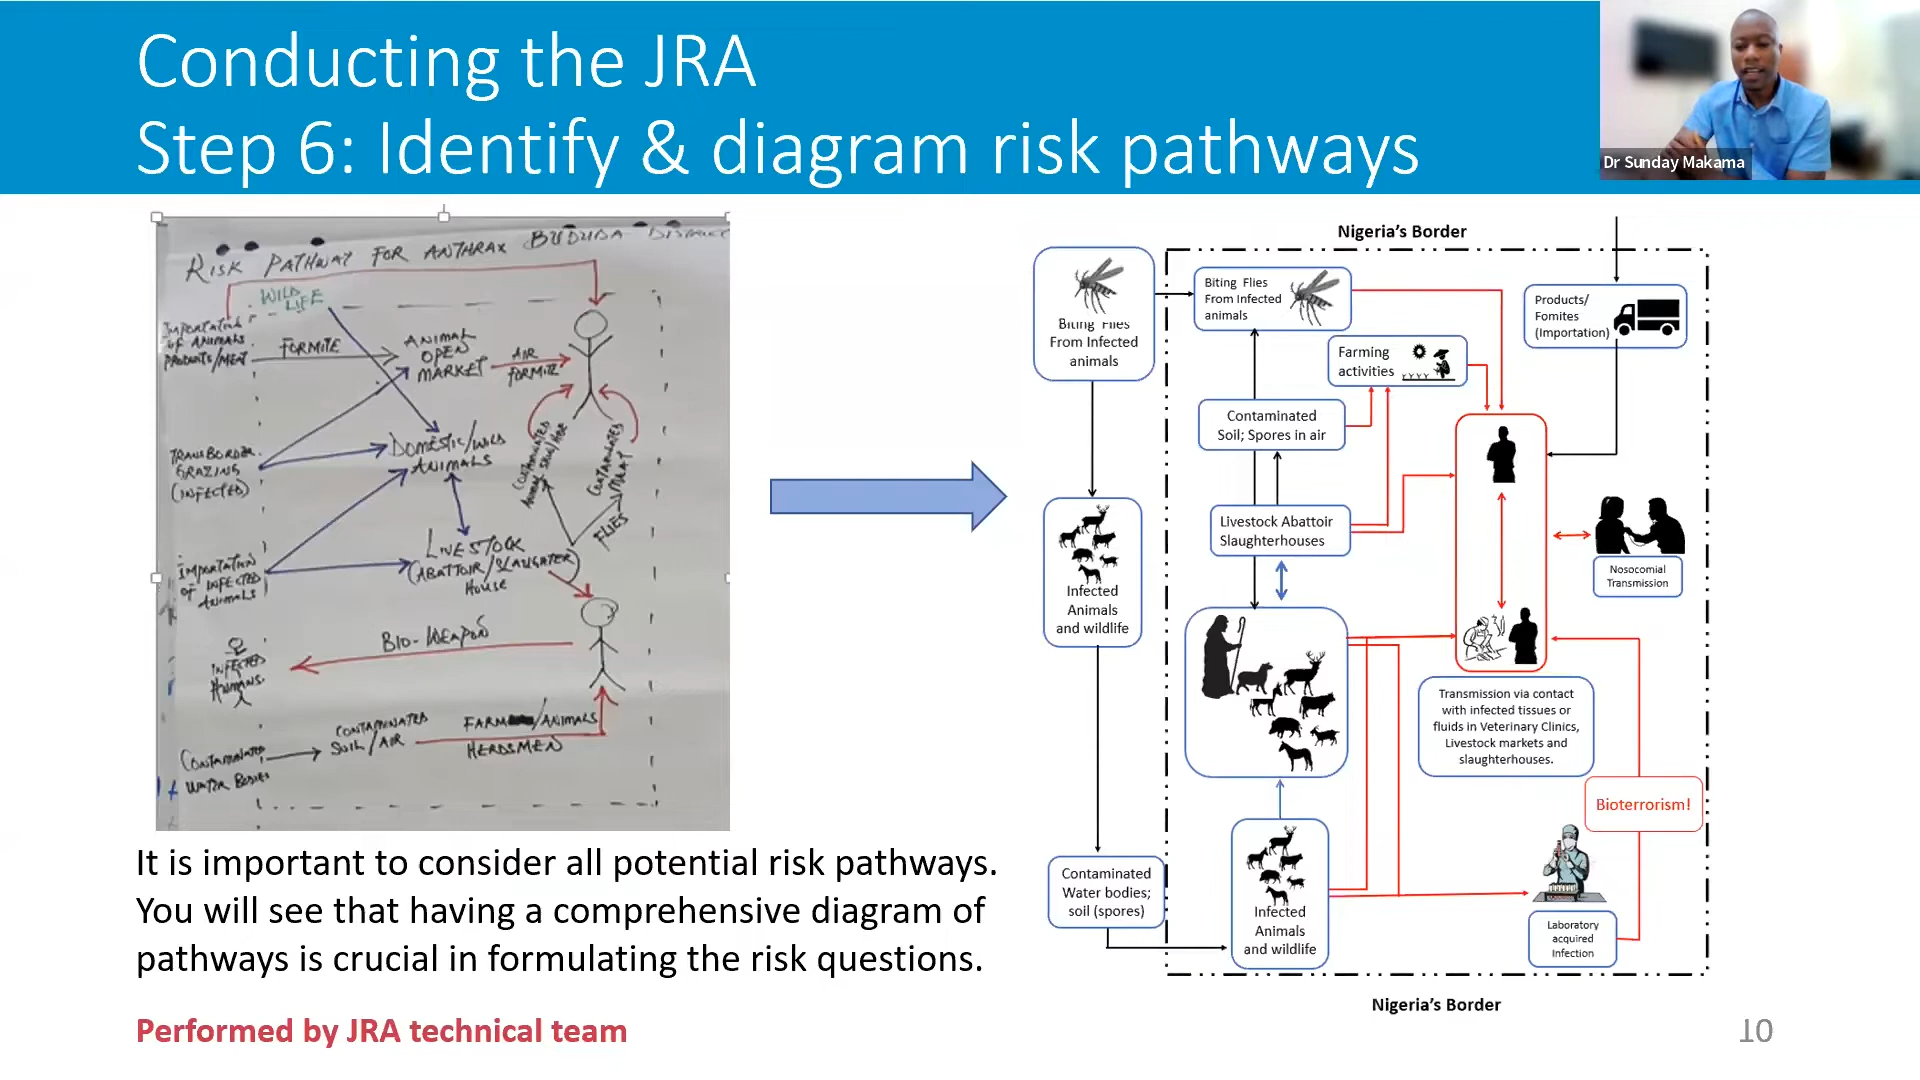 Conducting the JRA
Step 6: Identify & diagram risk pathways
Dr Sunday Makama
RISK PATHWAY FOR ANTHRAX BUDUDA DISTRICT
WILD
LIFE
IMPORTATION
OF ANIMALS
PRODUCTS/MEAT
FORMITE
ANIMAL
OPEN
MARKET
AIR
FORMITE
TRANSBORDER
GRAZING
(INFECTED)
DOMESTIC/WILD
ANIMALS
CONTAMINATED
CONTAMINATED
MEAT
FLIES
IMPORTATION
OF INFECTED
ANIMALS
LIVESTOCK
(ABATTOIR/SLAUGHTER)
HOUSE
BIO-WEAPON
INFECTED
HUMANS
CONTAMINATED
SOIL/AIR
FARM /ANIMALS
HERDSMEN
CONTAMINATED
WATER BODIES
Nigeria's Border
Biting Flies
From Infected
animals
Biting Flies
From Infected
animals
Products/
Fomites
(Importation)
Farming
activities
Contaminated
Soil; Spores in air
Livestock Abattoir
Slaughterhouses
Infected
Animals
and wildlife
Nosocomial
Transmission
Transmission via contact
with infected tissues or
fluids in Veterinary Clinics,
Livestock markets and
slaughterhouses.
Bioterrorism!
Contaminated
Water bodies;
soil (spores)
Infected
Animals
and wildlife
Laboratory
acquired
Infection
Nigeria's Border
It is important to consider all potential risk pathways.
You will see that having a comprehensive diagram of
pathways is crucial in formulating the risk questions.
Performed by JRA technical team
10